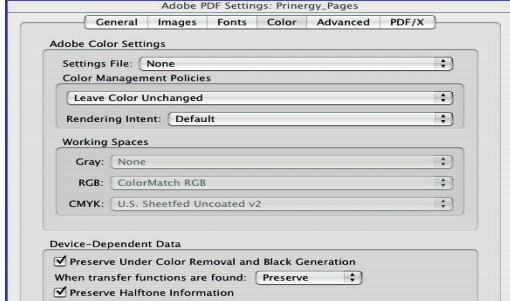 Adobe PDF Settings: Prinergy_Pages
General Images Fonts Color Advanced PDF/X
Adobe Color Settings
Settings File: None
Color Management Policies
Leave Color Unchanged
Rendering Intent: Default
Working Spaces
Gray: None
RGB: ColorMatch RGB
CMYK: U.S. Sheetfed Uncoated v2
Device-Dependent Data
Preserve Under Color Removal and Black Generation
When transfer functions are found: Preserve
Preserve Halftone Information